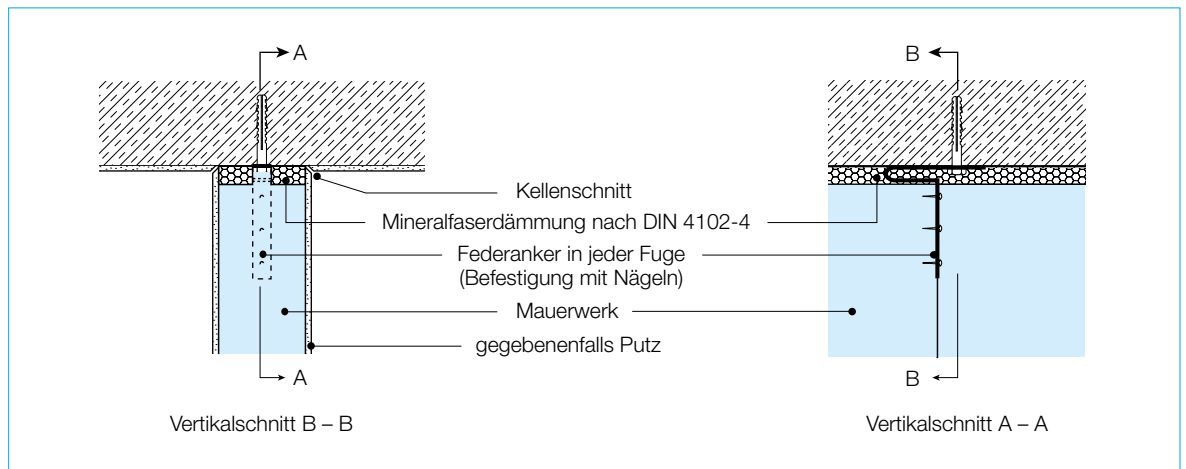 A
B
Kellenschnitt
Mineralfaserdämmung nach DIN 4102-4
Federanker in jeder Fuge
(Befestigung mit Nägeln)
Mauerwerk
gegebenenfalls Putz
A
B
Vertikalschnitt B – B
Vertikalschnitt A – A